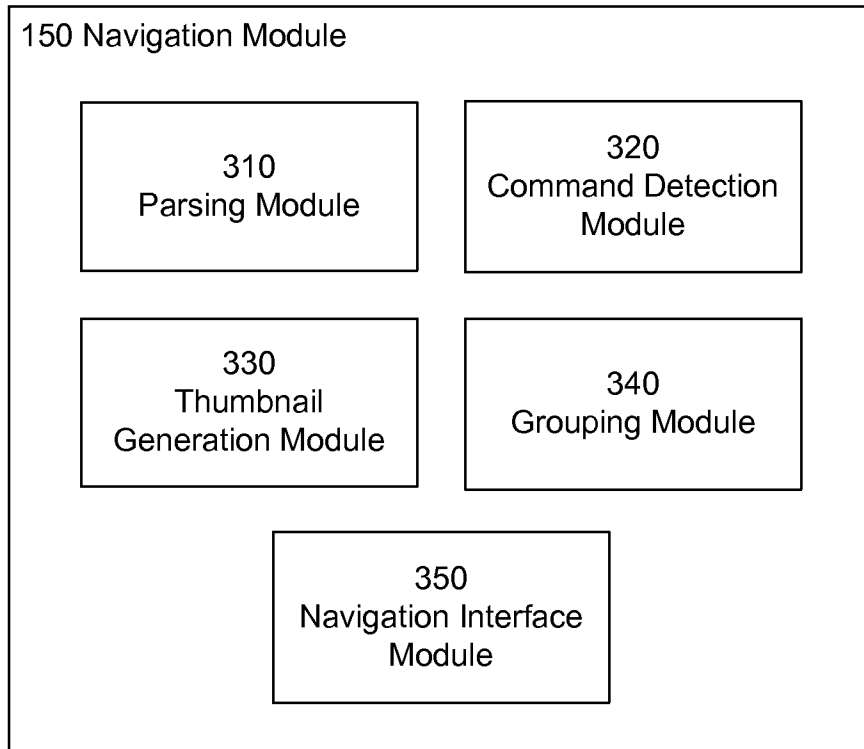 150 Navigation Module
310
Parsing Module
320
Command Detection
Module
330
Thumbnail
Generation Module
340
Grouping Module
350
Navigation Interface
Module